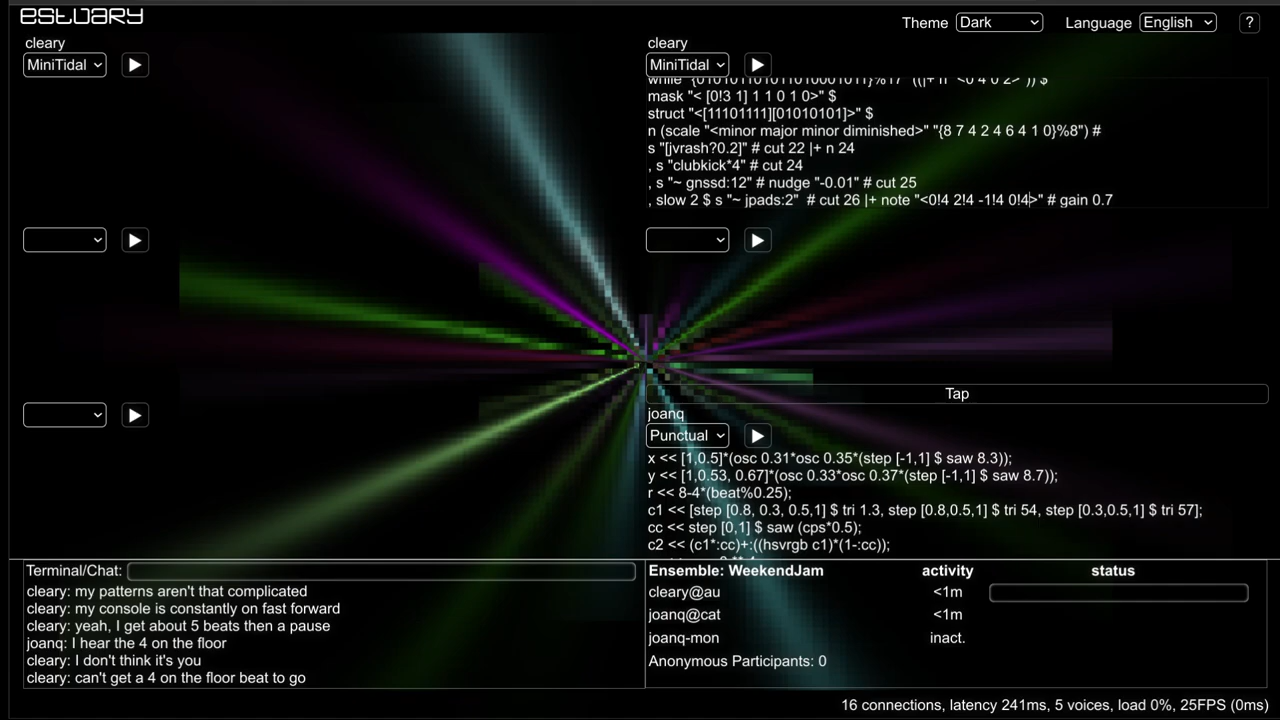 estuary
Theme Dark Language English ?
cleary
MiniTidal
cleary
MiniTidal
mask "< [0!3 1] 1 1 0 1 0>" $
struct "<[11101111][01010101]>" $
n (scale "<minor major minor diminished>" "{8 7 4 2 4 6 4 1 0}%8") #
s "[jvrash?0.2]" # cut 22 |+ n 24
, s "clubkick*4" # cut 24
, s "~ gnssd:12" # nudge "-0.01" # cut 25
, slow 2 $ s "~ jpads:2" # cut 26 |+ note "<0!4 2!4 -1!4 0!4>" # gain 0.7
Tap
joanq
Punctual
x << [1,0.5]*(osc 0.31*osc 0.35*(step [-1,1] $ saw 8.3));
y << [1,0.53, 0.67]*(osc 0.33*osc 0.37*(step [-1,1] $ saw 8.7));
r << 8-4*(beat%0.25);
c1 << [step [0.8, 0.3, 0.5,1] $ tri 1.3, step [0.8,0.5,1] $ tri 54, step [0.3,0.5,1] $ tri 57];
cc << step [0,1] $ saw (cps*0.5);
c2 << (c1*:cc)+:((hsvrgb c1)*(1-:cc));
Terminal/Chat:
cleary: my patterns aren't that complicated
cleary: my console is constantly on fast forward
cleary: yeah, I get about 5 beats then a pause
joanq: I hear the 4 on the floor
cleary: I don't think it's you
cleary: can't get a 4 on the floor beat to go
Ensemble: WeekendJam activity status
cleary@au <1m
joanq@cat <1m
joanq-mon inact.
Anonymous Participants: 0
16 connections, latency 241ms, 5 voices, load 0%, 25FPS (0ms)